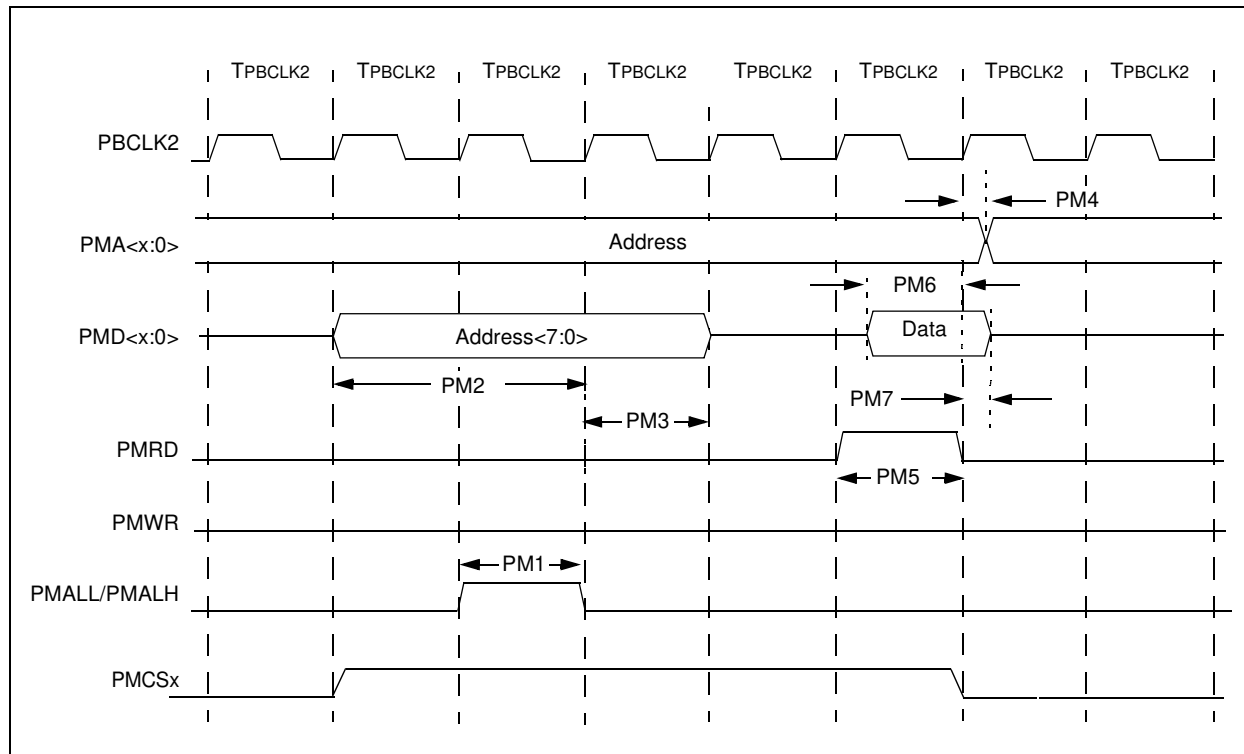 TPBCLK2 TPBCLK2 TPBCLK2 TPBCLK2 TPBCLK2 TPBCLK2 TPBCLK2 TPBCLK2
PBCLK2
PM4
PMA<x:0>
Address
PM6
PMD<x:0>
Address<7:0>
Data
PM2
PM7
PM3
PMRD
PM5
PMWR
PM1
PMALL/PMALH
PMCSx